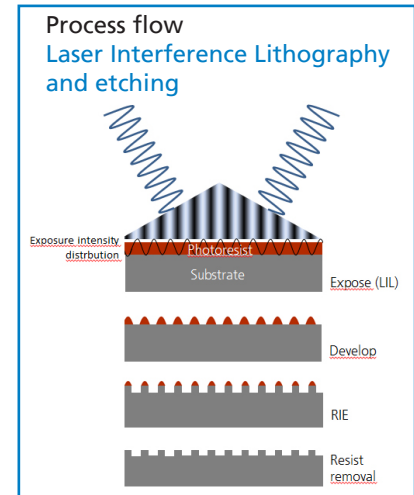 Process flow
Laser Interference Lithography
and etching
Exposure intensity
distrbution
Photoresist
Substrate
Expose (LIL)
Develop
RIE
Resist
removal